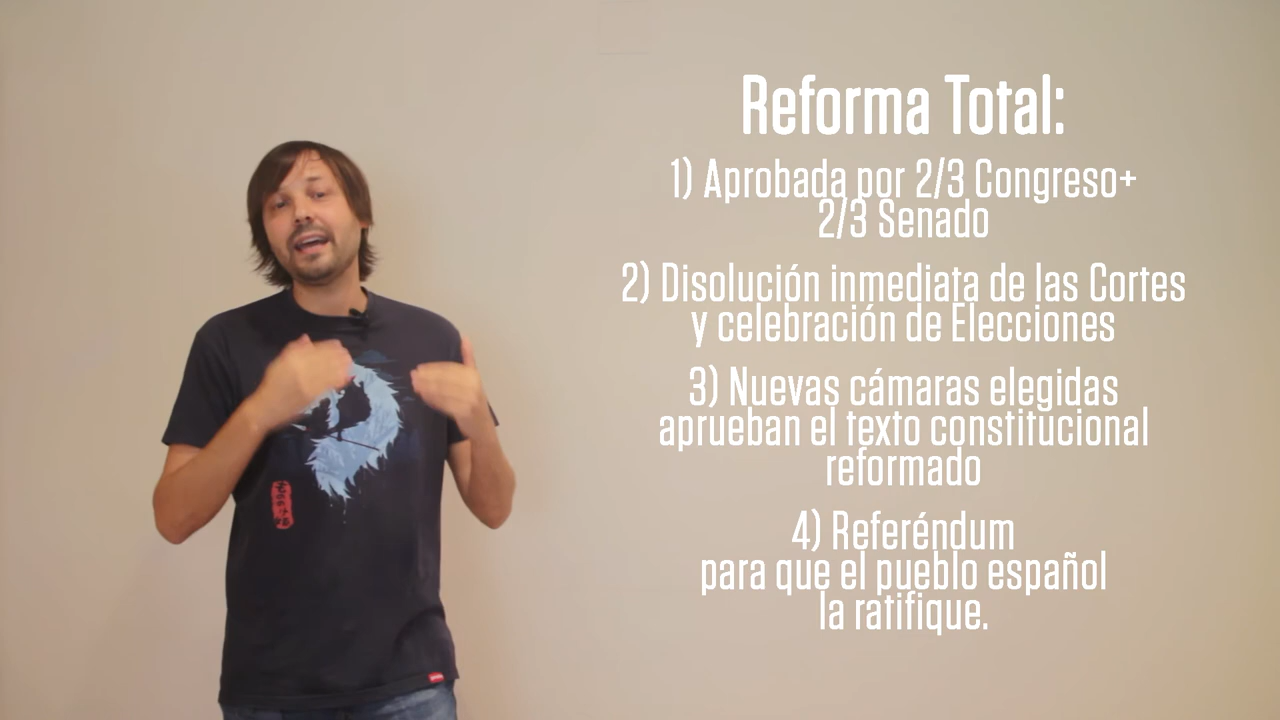 Reforma Total:
1) Aprobada por 2/3 Congreso+
2/3 Senado
2) Disolución inmediata de las Cortes
y celebración de Elecciones
3) Nuevas cámaras elegidas
aprueban el texto constitucional
reformado
4) Referéndum
para que el pueblo español
la ratifique.